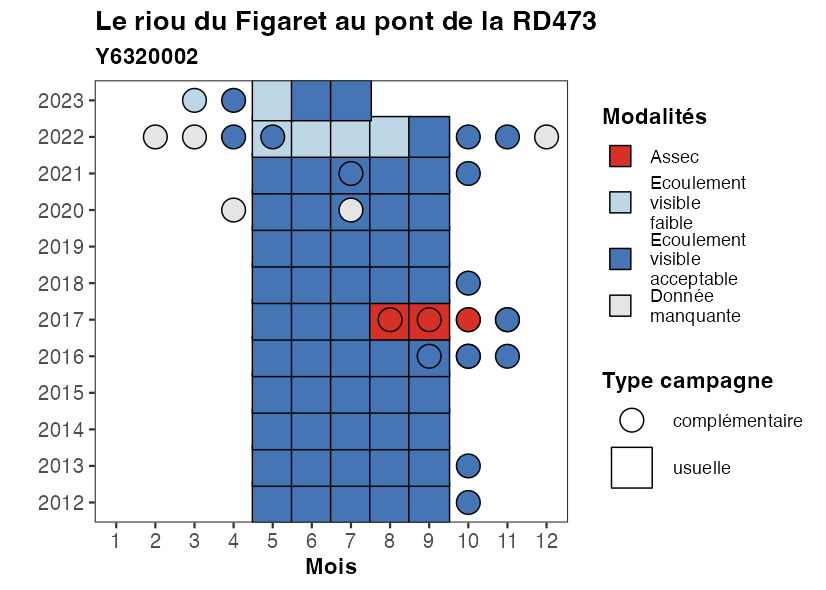 Le riou du Figaret au pont de la RD473
Y6320002
2023
2022
2021
2020
2019
2018
2017
2016
2015
2014
2013
2012
1 2 3 4 5 6 7 8 9 10 11 12
Mois
Modalités
Assec
Ecoulement
visible
faible
Ecoulement
visible
acceptable
Donnée
manquante
Type campagne
complémentaire
usuelle